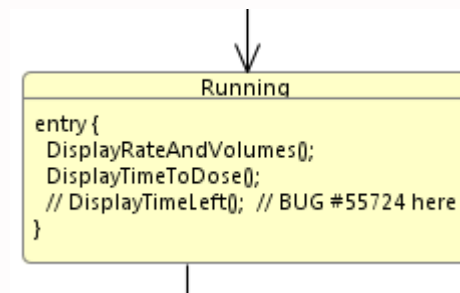 Running
entry {
DisplayRateAndVolumes();
DisplayTimeToDose();
// DisplayTimeLeft(); // BUG #55724 here
}